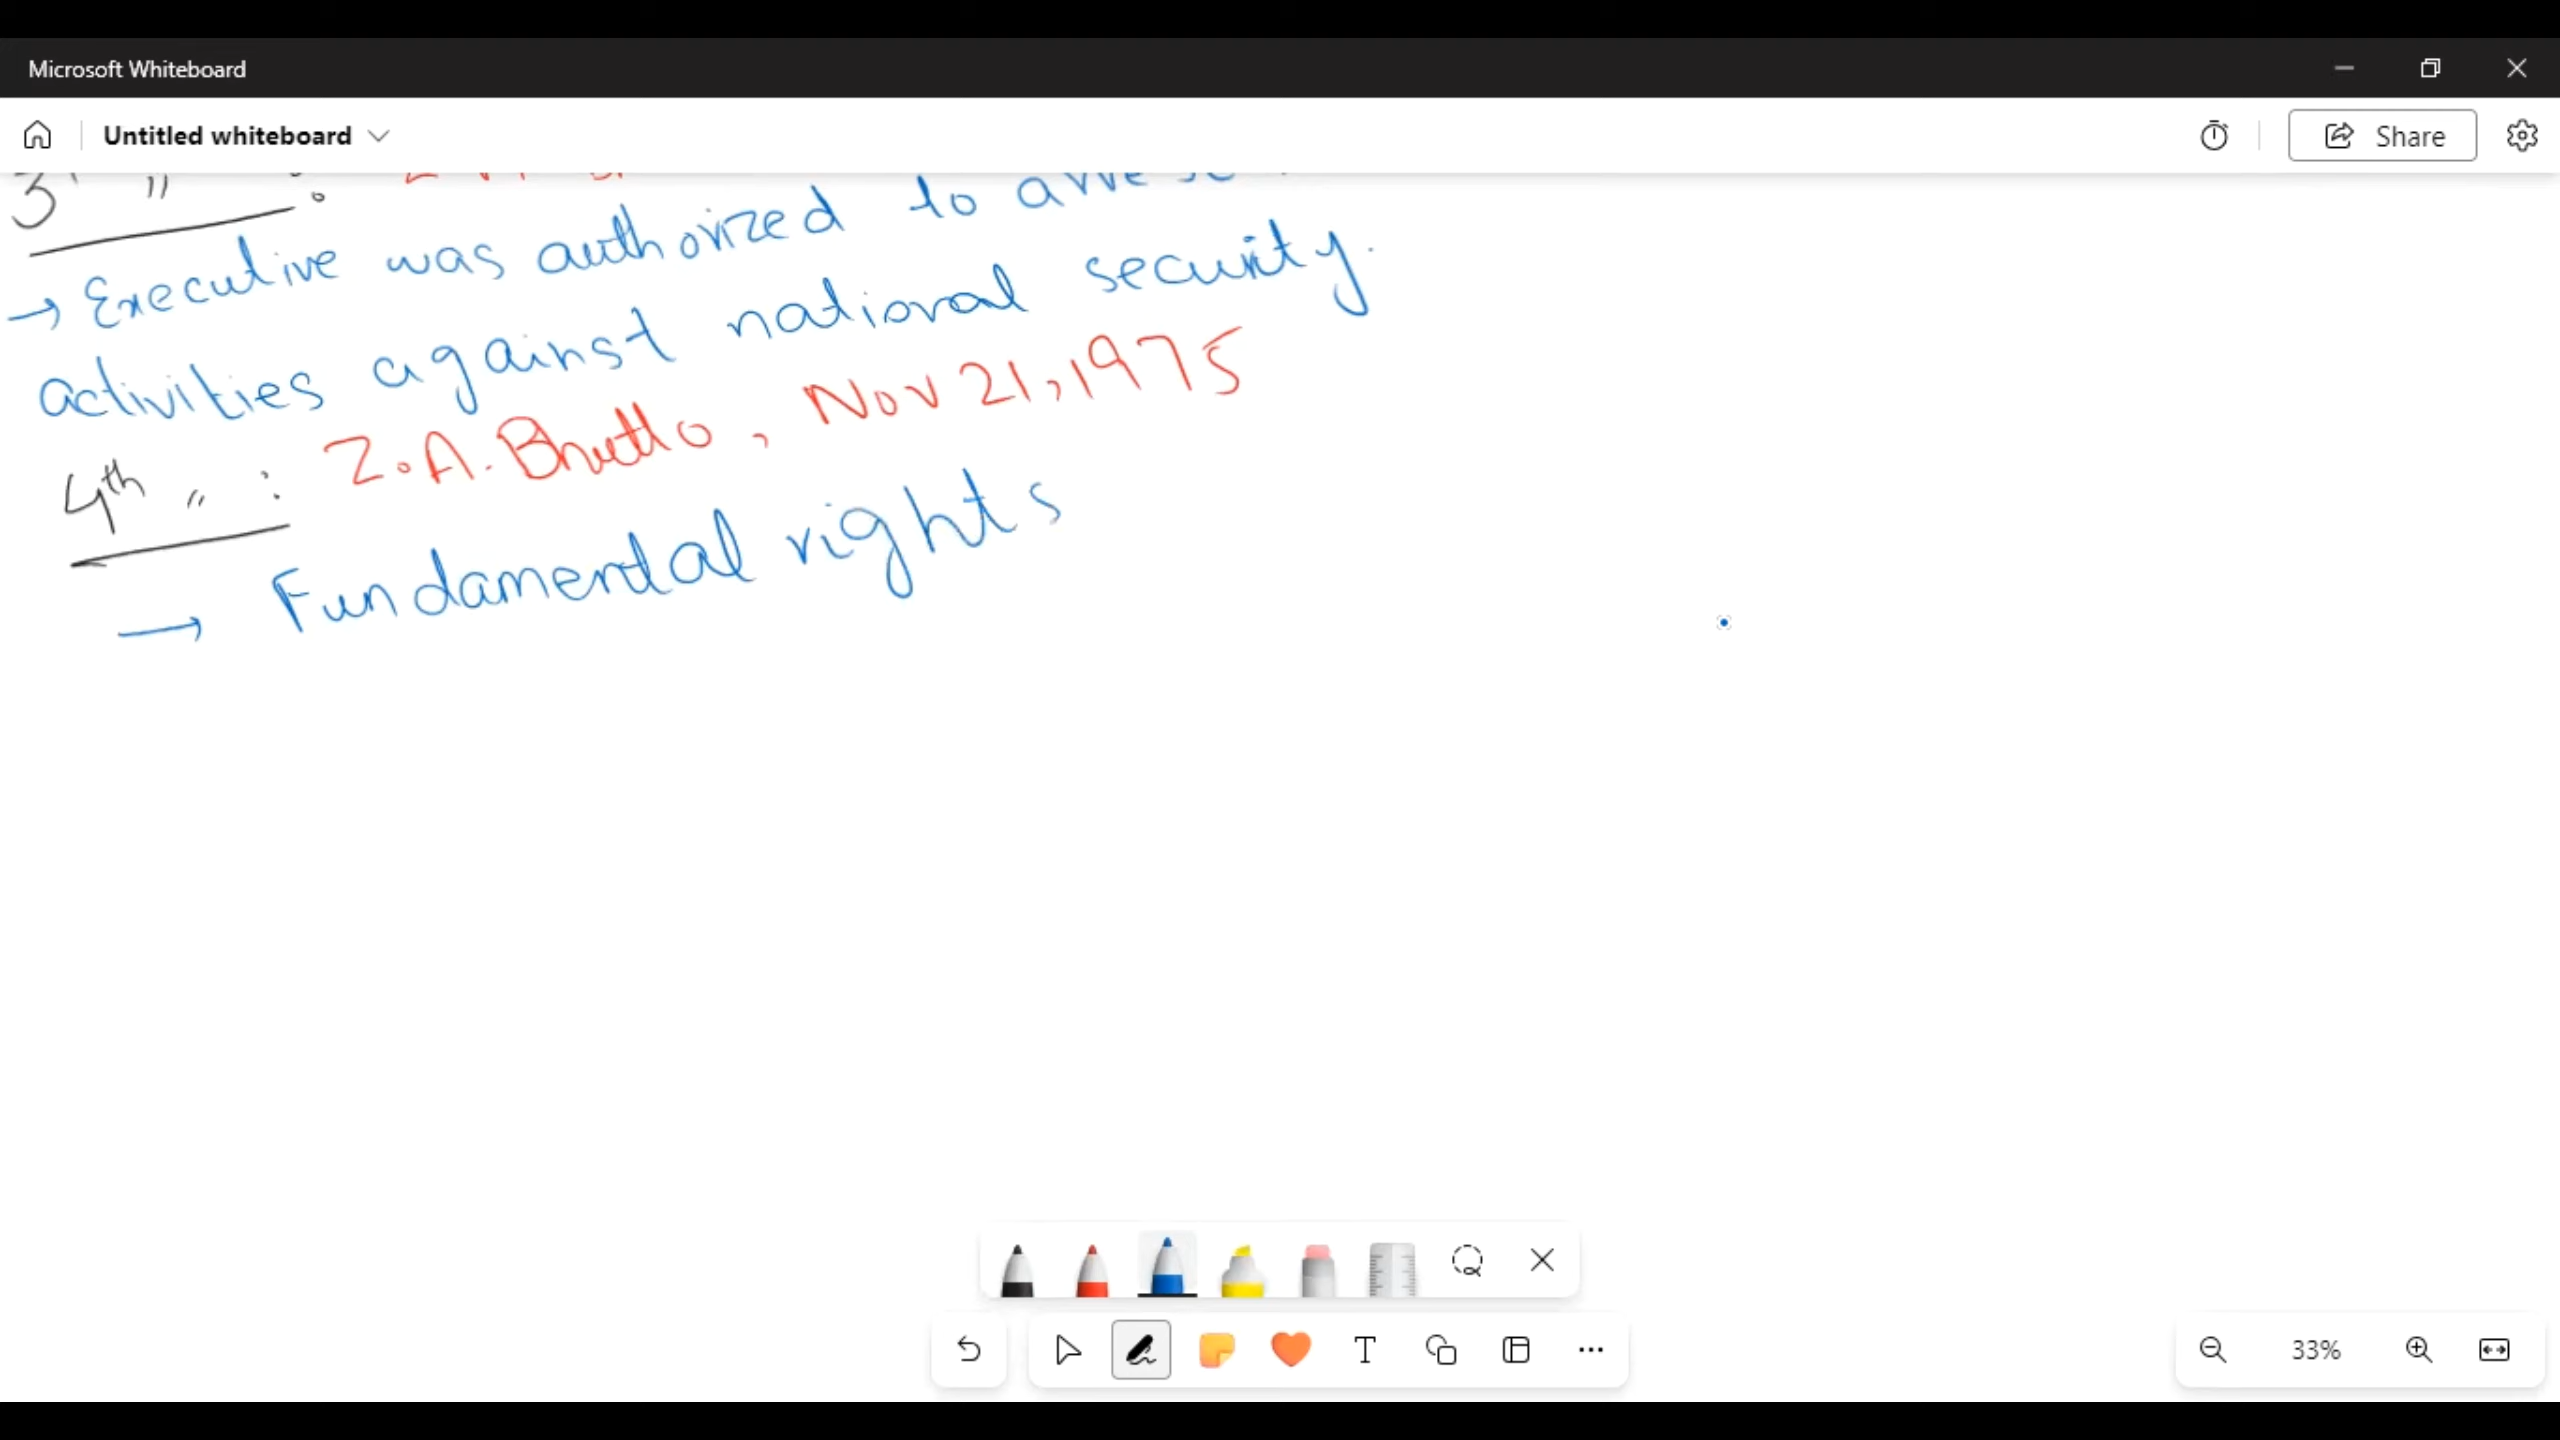 Microsoft Whiteboard
Untitled whiteboard
Share
3 " :
→ Executive was authorized to
activities against national security.
4th " : Z.A. Bhutto, Nov 21, 1975
→ Fundamental rights
T
33%